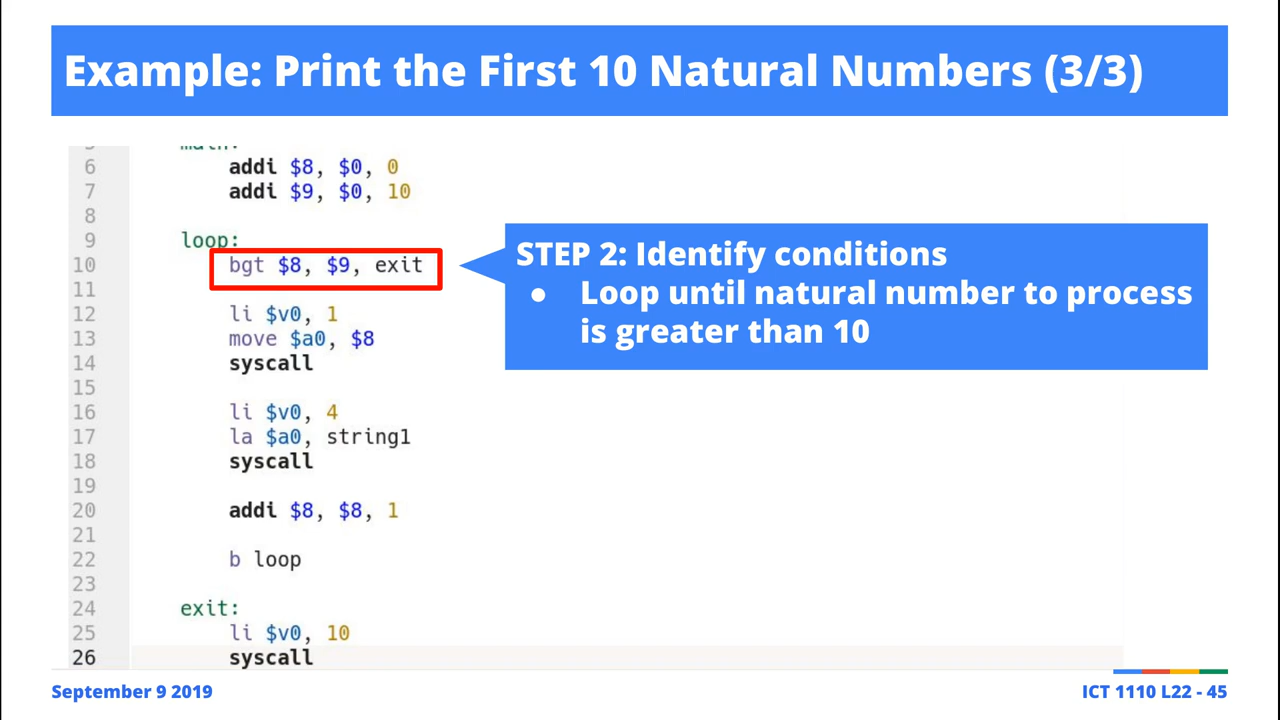 Example: Print the First 10 Natural Numbers (3/3)
6 addi $8, $0, 0
7 addi $9, $0, 10
8
9 loop:
10 bgt $8, $9, exit
11
12 li $v0, 1
13 move $a0, $8
14 syscall
15
16 li $v0, 4
17 la $a0, string1
18 syscall
19
20 addi $8, $8, 1
21
22 b loop
23
24 exit:
25 li $v0, 10
26 syscall
STEP 2: Identify conditions
● Loop until natural number to process
is greater than 10
September 9 2019
ICT 1110 L22 - 45